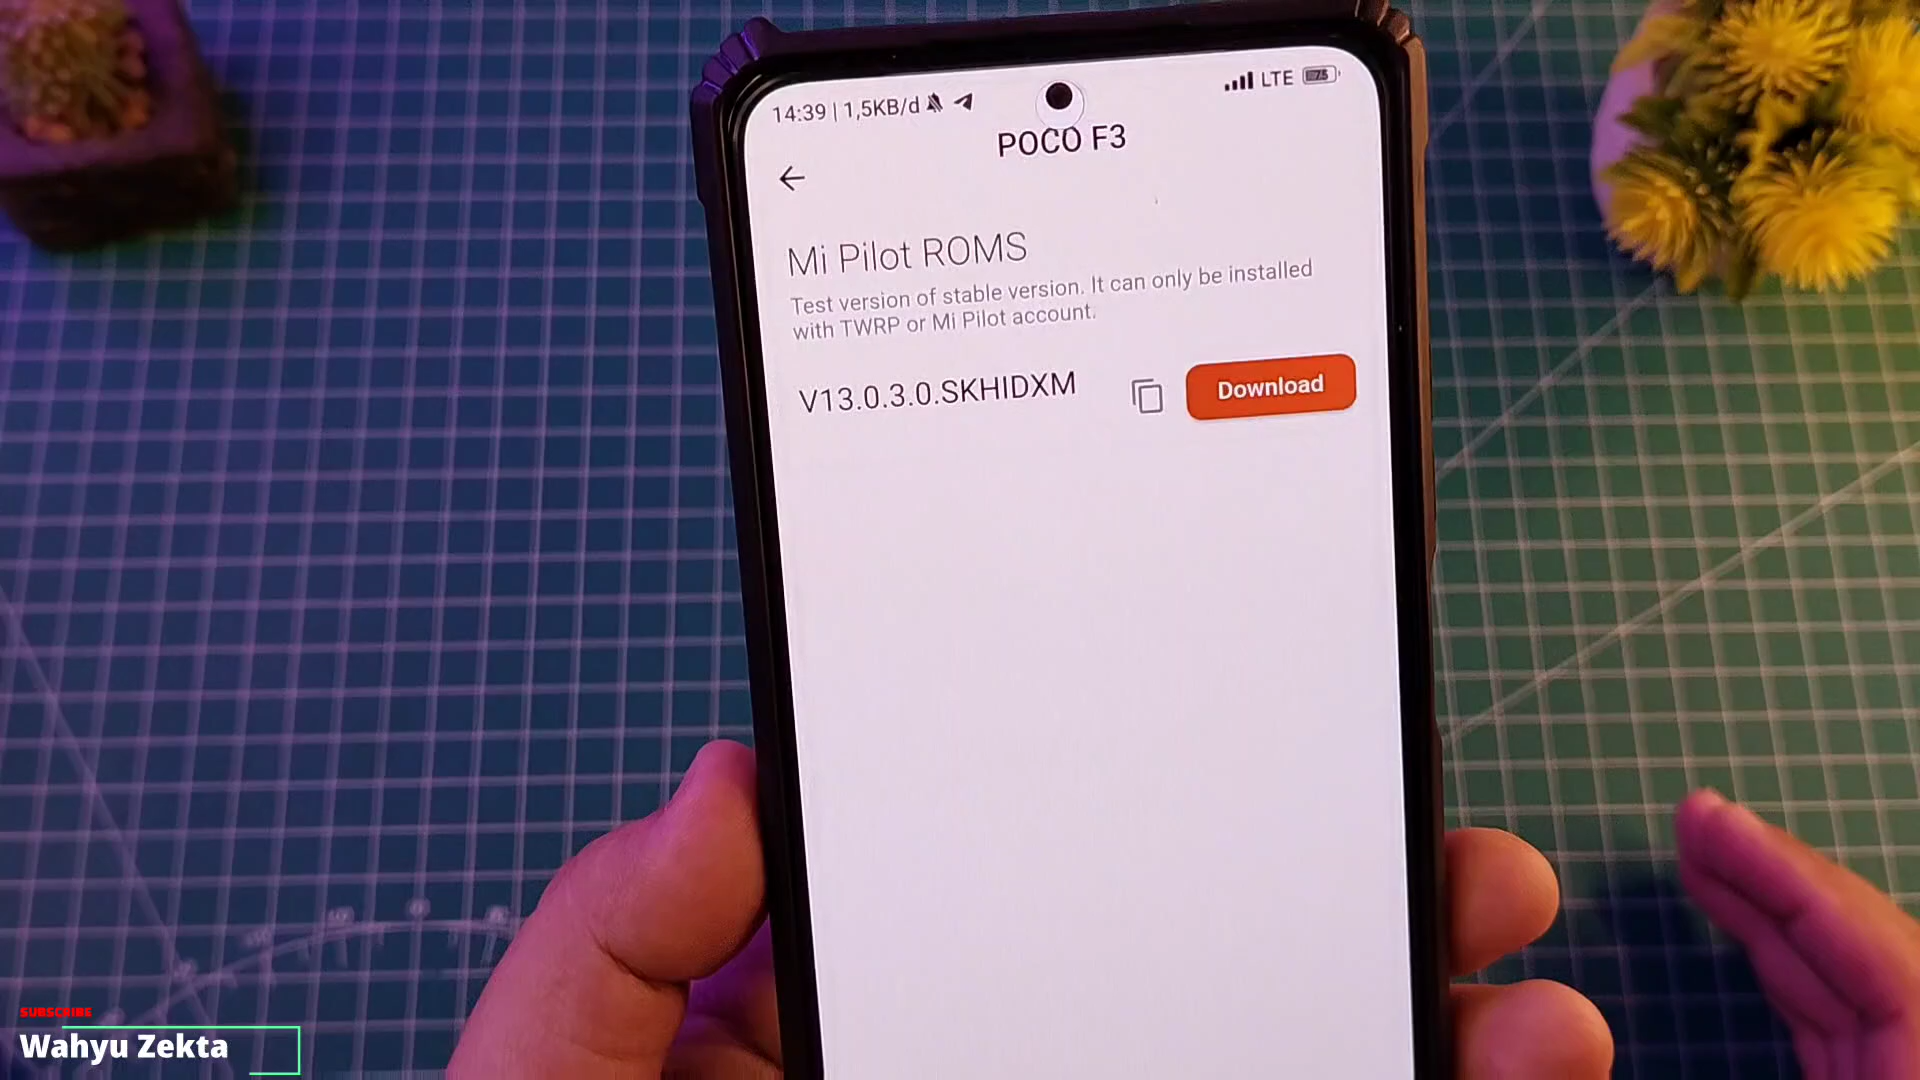 14:39 | 1,5KB/d
LTE 75
POCO F3
Mi Pilot ROMS
Test version of stable version. It can only be installed
with TWRP or Mi Pilot account.
V13.0.3.0.SKHIDXM
Download
SUBSCRIBE
Wahyu Zekta